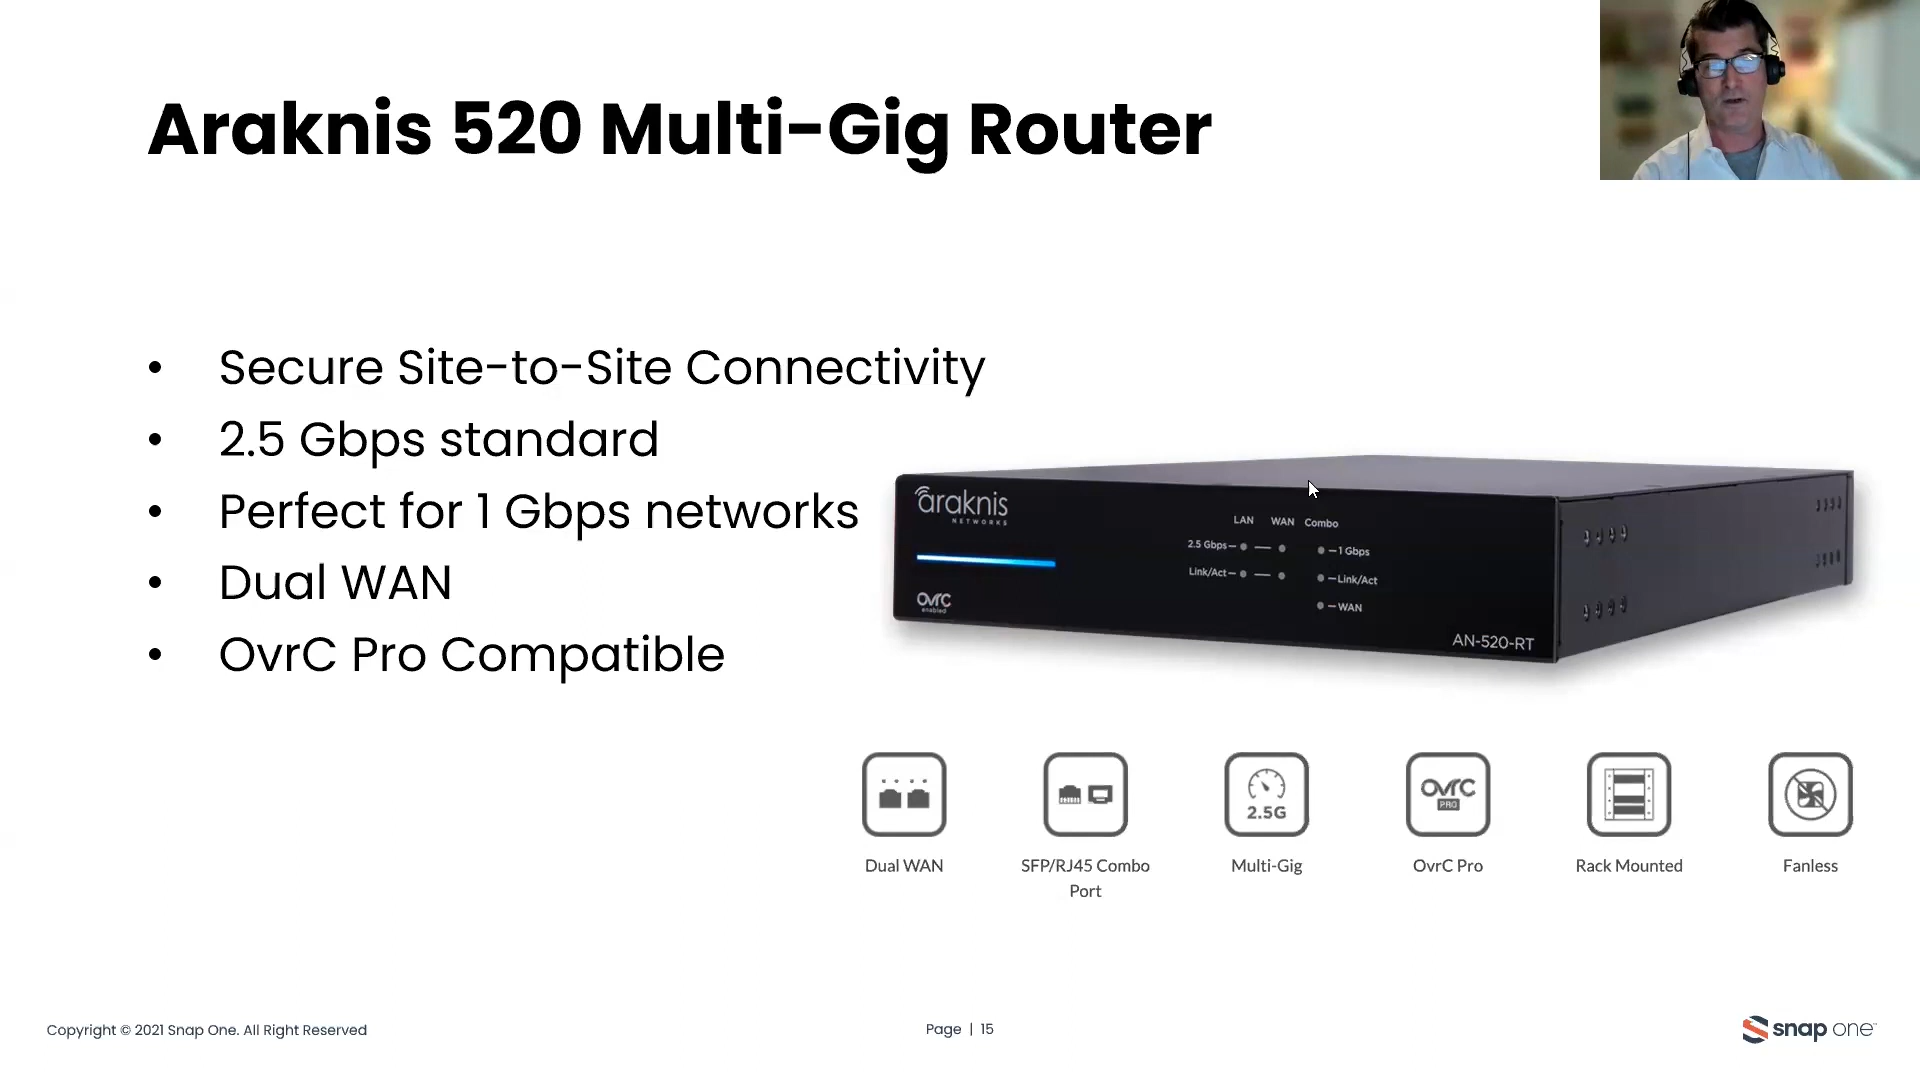 Araknis 520 Multi-Gig Router
• Secure Site-to-Site Connectivity
• 2.5 Gbps standard
• Perfect for 1 Gbps networks
• Dual WAN
• OvrC Pro Compatible
araknis
NETWORKS
LAN WAN Combo
2.5 Gbps
1 Gbps
Link/Act
Link/Act
WAN
OvrC
enabled
AN-520-RT
2.5G
OvrC
PRO
Dual WAN
SFP/RJ45 Combo
Port
Multi-Gig
OvrC Pro
Rack Mounted
Fanless
Copyright © 2021 Snap One. All Right Reserved
Page | 15
snap one™